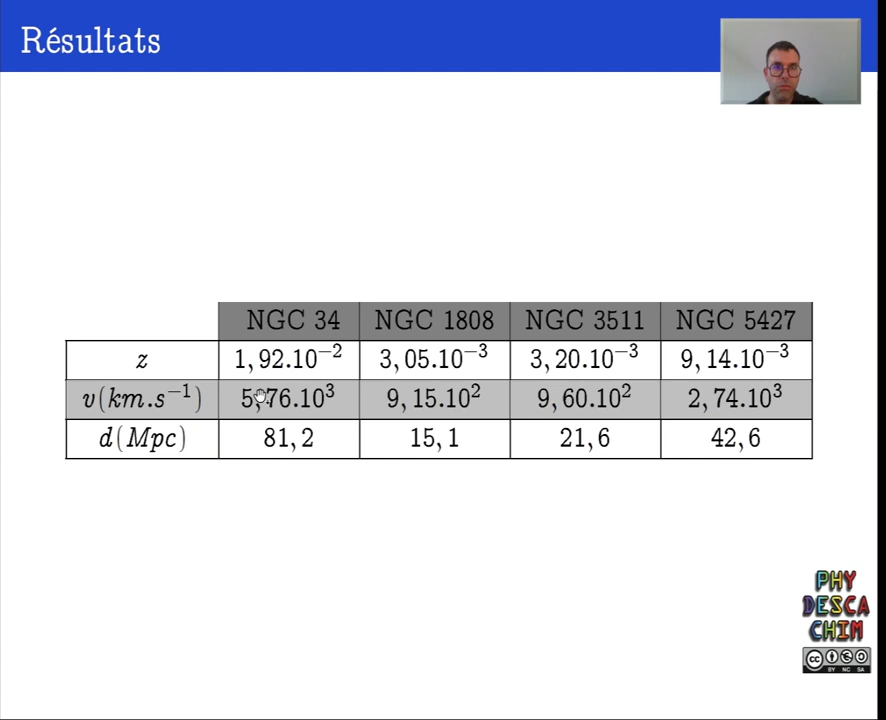 Résultats
NGC 34 NGC 1808 NGC 3511 NGC 5427
z 1,92.10⁻² 3,05.10⁻³ 3,20.10⁻³ 9,14.10⁻³
v(km.s⁻¹) 5,76.10³ 9,15.10² 9,60.10² 2,74.10³
d(Mpc) 81,2 15,1 21,6 42,6
PHY
DESCA
CHIM
cc
BY NC SA